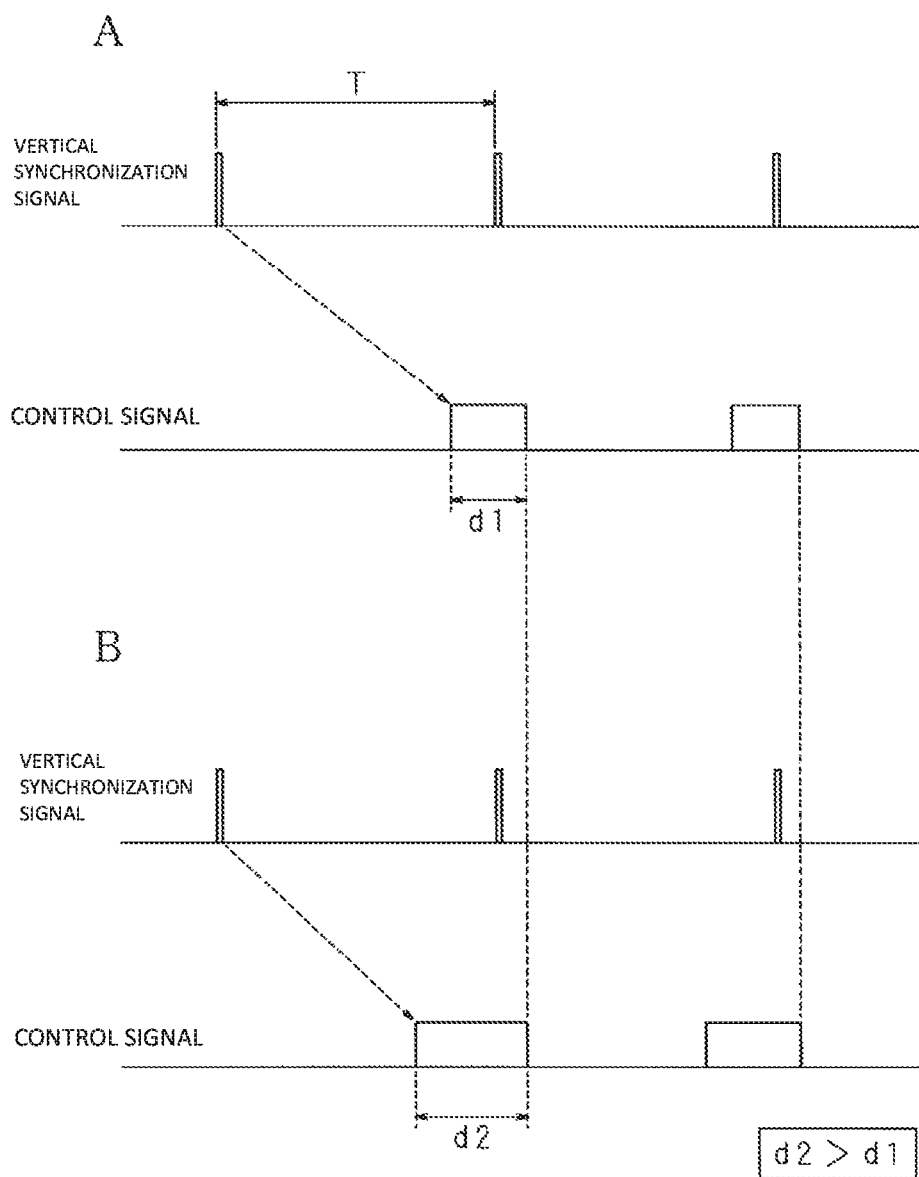 A
T
VERTICAL
SYNCHRONIZATION
SIGNAL
CONTROL SIGNAL
d1
B
VERTICAL
SYNCHRONIZATION
SIGNAL
CONTROL SIGNAL
d2
d2 > d1